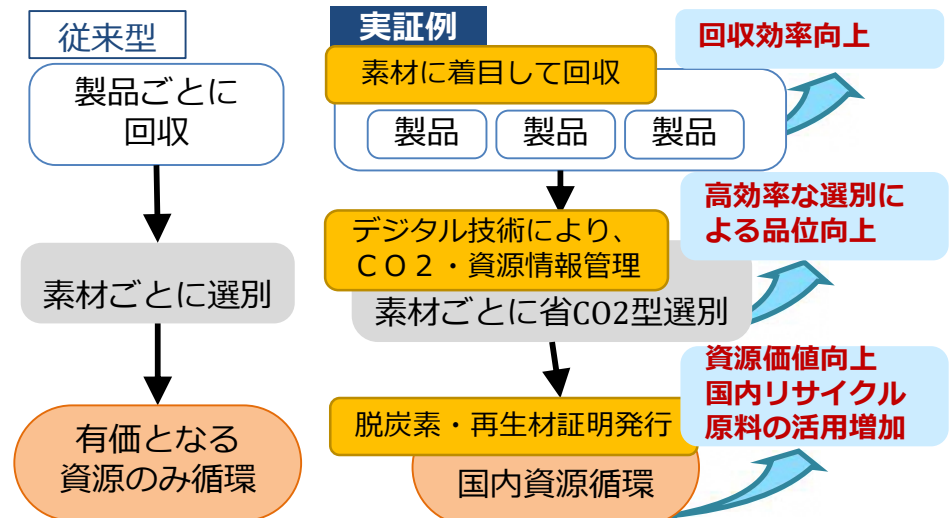 従来型
製品ごとに
回収
素材ごとに選別
有価となる
資源のみ循環
実証例
素材に着目して回収
製品 製品 製品
デジタル技術により、
ＣＯ２・資源情報管理
素材ごとに省CO2型選別
脱炭素・再生材証明発行
国内資源循環
回収効率向上
高効率な選別に
よる品位向上
資源価値向上
国内リサイクル
原料の活用増加